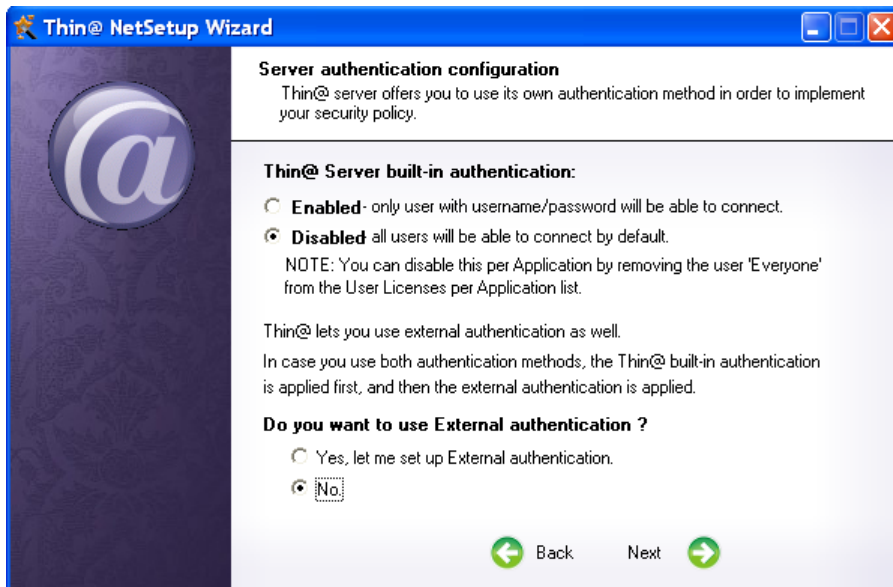 Thin@ NetSetup Wizard
Server authentication configuration
Thin@ server offers you to use its own authentication method in order to implement
your security policy.
@
Thin@ Server built-in authentication:
Enabled - only user with username/password will be able to connect.
Disabled all users will be able to connect by default.
NOTE: You can disable this per Application by removing the user 'Everyone'
from the User Licenses per Application list.
Thin@ lets you use external authentication as well.
In case you use both authentication methods, the Thin@ built-in authentication
is applied first, and then the external authentication is applied.
Do you want to use External authentication ?
Yes, let me set up External authentication.
No.
Back Next